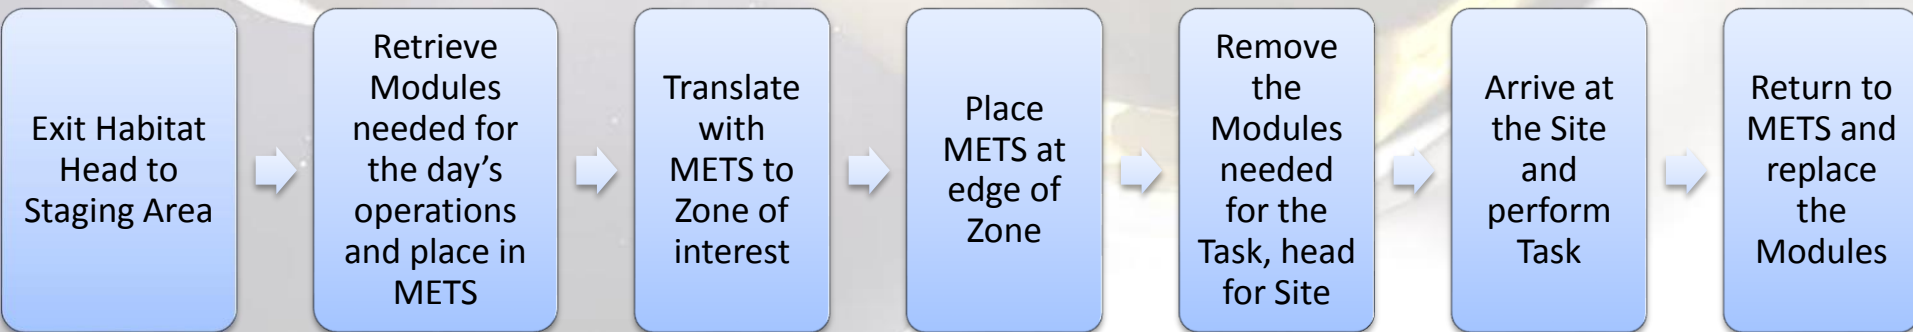 Exit Habitat
Head to
Staging Area
Retrieve
Modules
needed for
the day’s
operations
and place in
METS
Translate
with
METS to
Zone of
interest
Place
METS at
edge of
Zone
Remove
the
Modules
needed
for the
Task, head
for Site
Arrive at
the Site
and
perform
Task
Return to
METS and
replace
the
Modules